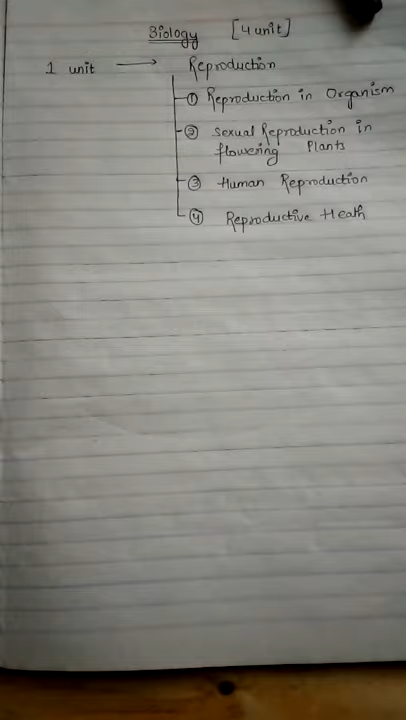 Biology [4 unit]
1 unit → Reproduction
① Reproduction in Organism
② Sexual Reproduction in
flowering Plants
③ Human Reproduction
④ Reproductive Heath